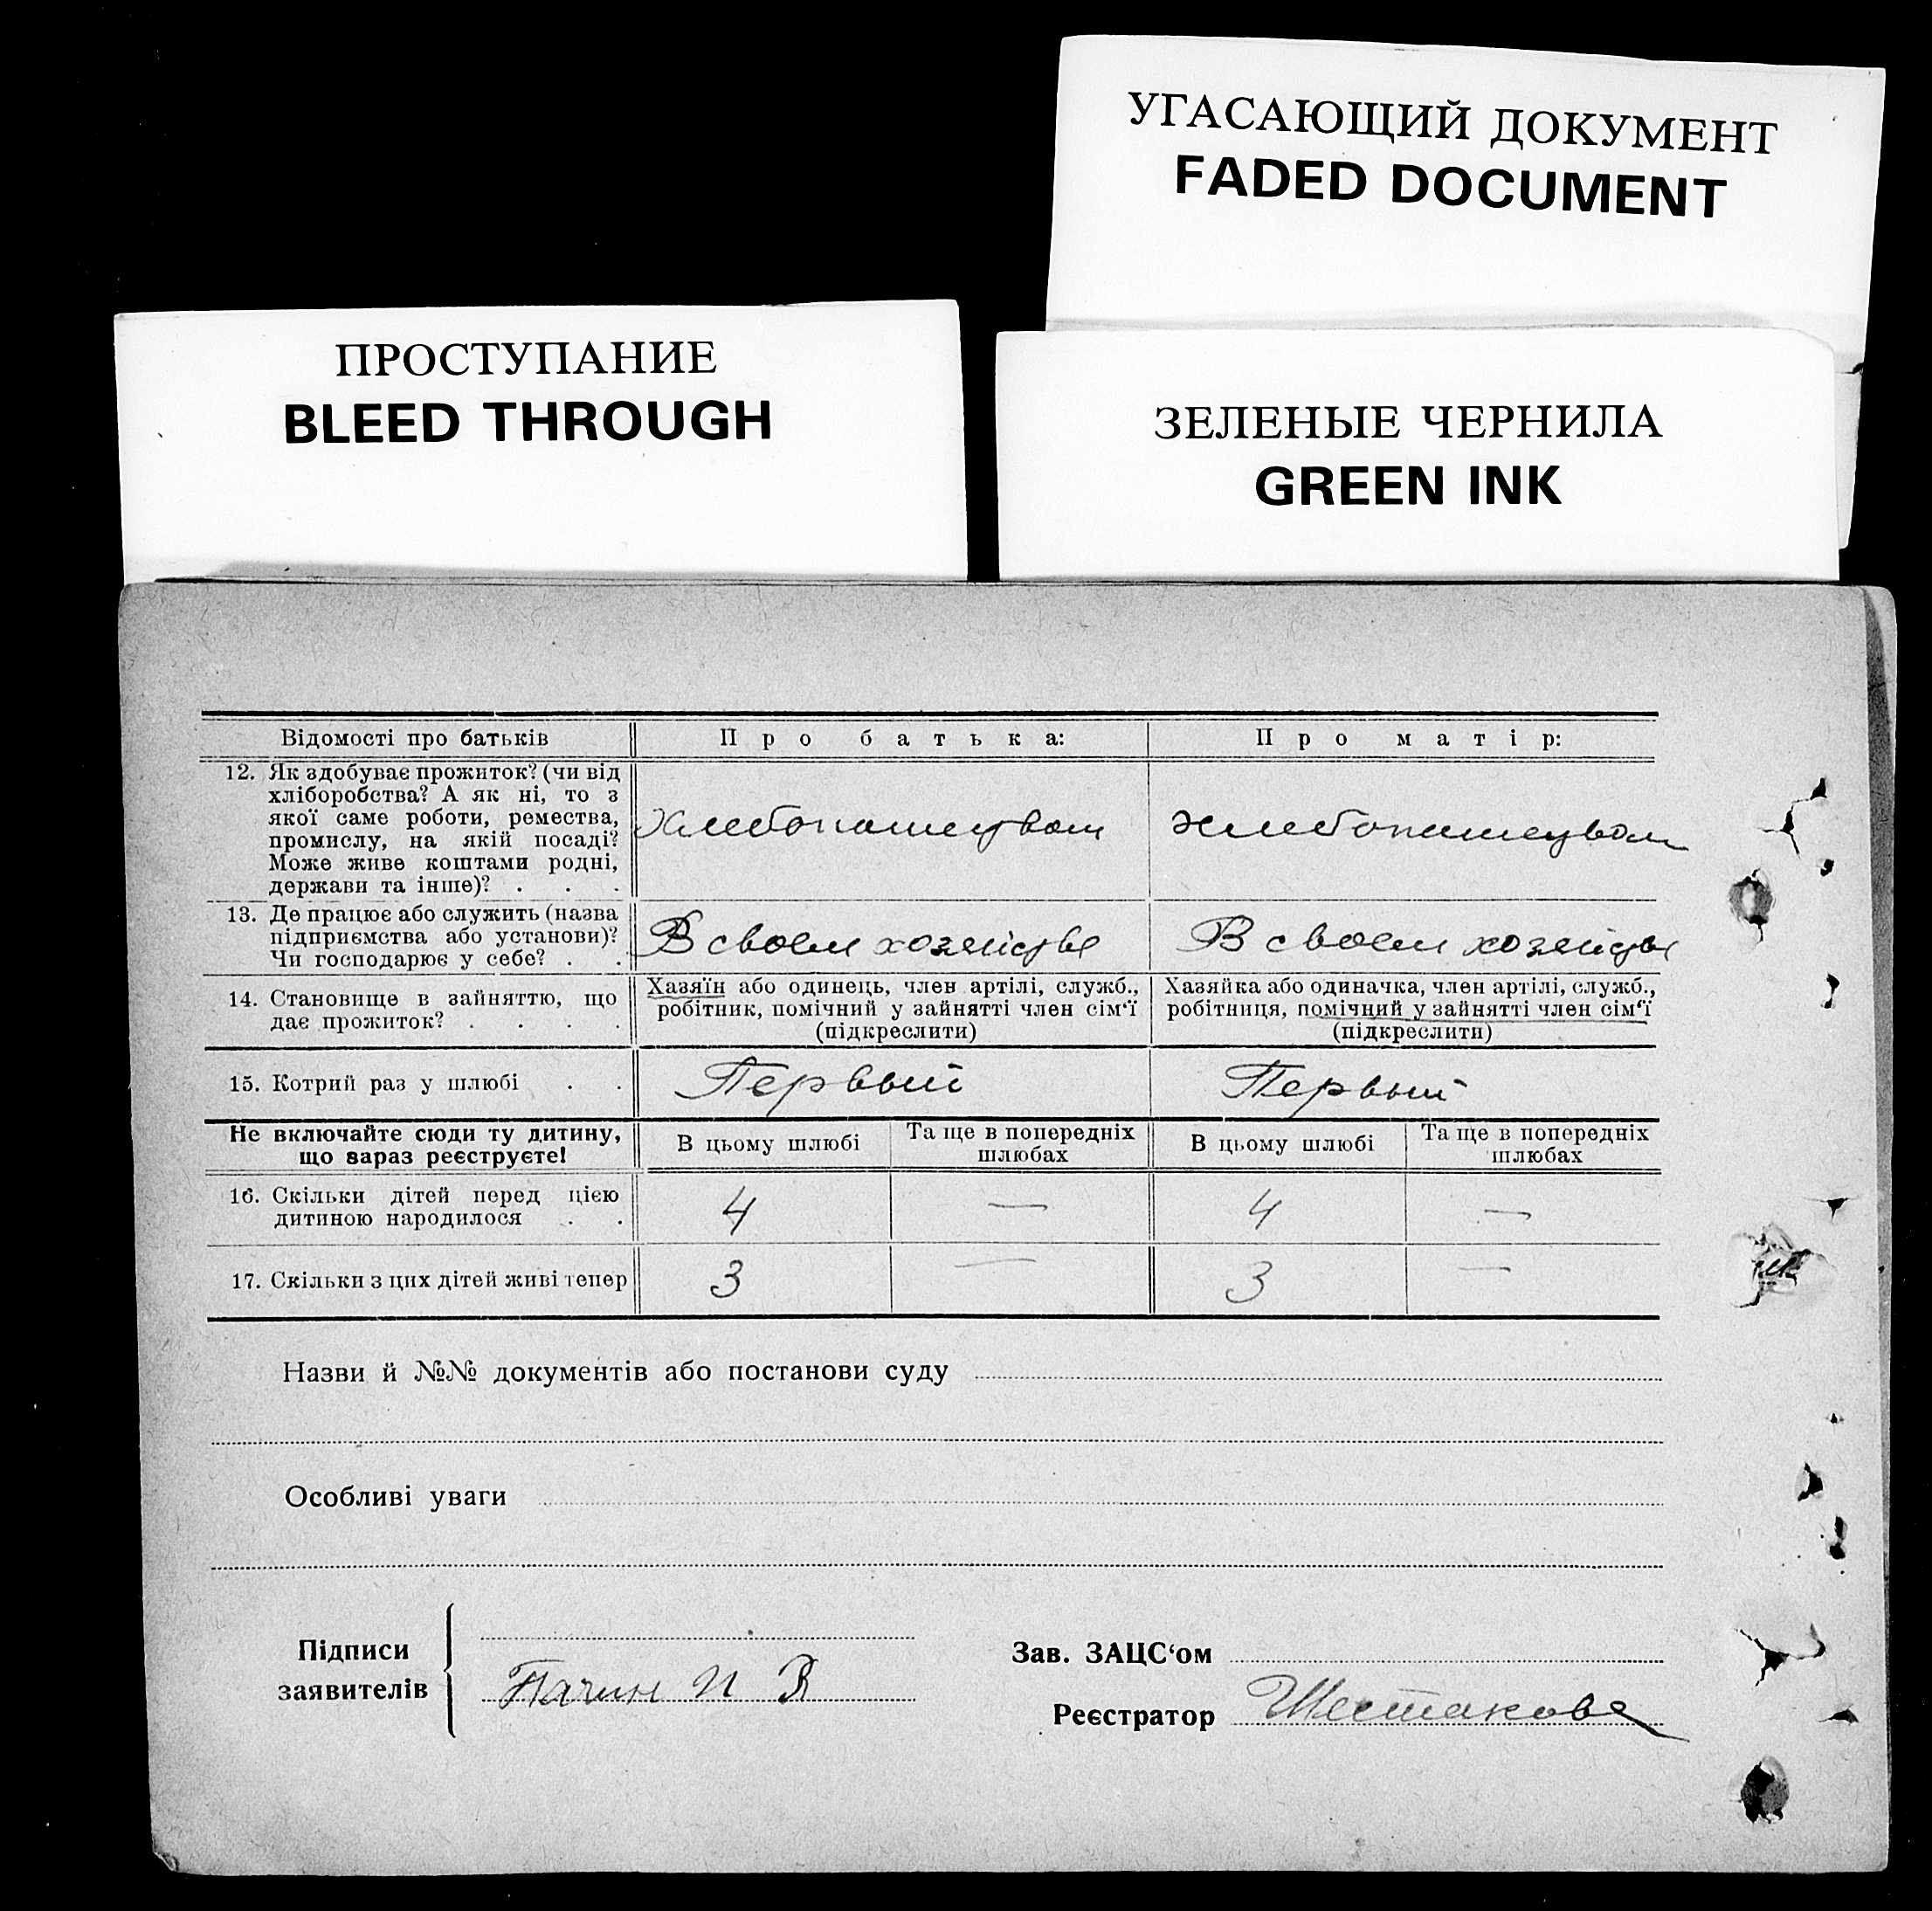 УГАСАЮЩИЙ ДОКУМЕНТ
FADED DOCUMENT
ПРОСТУПАНИЕ
BLEED THROUGH
ЗЕЛЕНЫЕ ЧЕРНИЛА
GREEN INK
Відомості про батьків
Про батька:
Про матір:
12. Як здобуває прожиток? (чи від
хліборобства? А як ні, то з
якої саме роботи, ремества,
промислу, на якій посаді?
Може живе коштами родні,
держави та інше)? . . .
Хлебопашеством
Хлебопашеством
13. Де працює або служить (назва
підприємства або установи)?
Чи господарює у себе? . .
В своем хозяйстве
В своем хозяйстве
14. Становище в зайняттю, що
дає прожиток? . . . .
Хазяїн або одинець, член артілі, служб.,
робітник, помічний у зайнятті член сім'ї
(підкреслити)
Хазяйка або одиначка, член артілі, служб.,
робітниця, помічний у зайнятті член сім'ї
(підкреслити)
15. Котрий раз у шлюбі . .
Первый
Первый
Не включайте сюди ту дитину,
що зараз реєструєте!
В цьому шлюбі
Та ще в попередніх
шлюбах
В цьому шлюбі
Та ще в попередніх
шлюбах
16. Скільки дітей перед цією
дитиною народилося . .
4 — 4 —
17. Скільки з цих дітей живі тепер
3 — 3 —
Назви й №№ документів або постанови суду
Особливі уваги
Підписи
заявителів
Пачин И В
Зав. ЗАЦС'ом
Реєстратор Шестакова